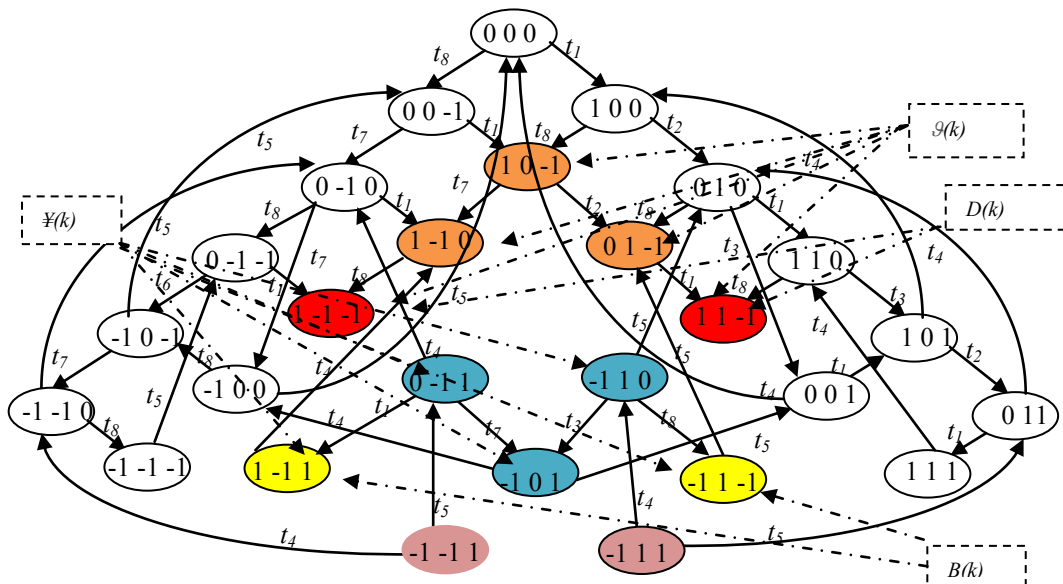 0 0 0
t8
t1
0 0 -1
1 0 0
t5
t7
t1
t8
t2
ϑ(k)
1 0 -1
t4
0 -1 0
t7
0 1 0
¥(k)
t5
t8
t1
t2
t8
t1
D(k)
1 -1 0
0 1 -1
0 -1 -1
t7
t3
1 1 0
t4
t6
t1
t8
t5
t1
t8
t3
1 -1 -1
1 1 -1
-1 0 -1
t5
t4
1 0 1
t7
t8
t4
t4
t5
t1
t2
-1 0 0
0 -1 1
-1 1 0
t4
0 0 1
-1 -1 0
t5
t4
t1
t7
t3
t8
0 11
t8
t5
t1
-1 -1 -1
1 -1 1
-1 0 1
-1 1 -1
1 1 1
t5
t4
t4
-1 -1 1
-1 1 1
t5
B(k)